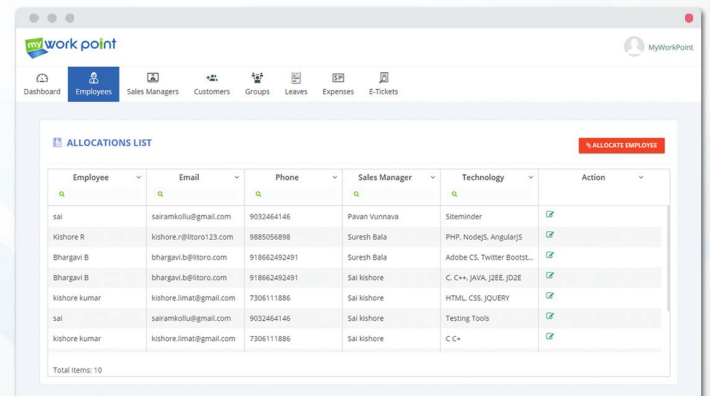 my work point
MyWorkPoint
Dashboard Employees Sales Managers Customers Groups Leaves Expenses E-Tickets
ALLOCATIONS LIST
ALLOCATE EMPLOYEE
Employee Email Phone Sales Manager Technology Action
sai sairamkollu@gmail.com 9032464146 Pavan Vunnava Siteminder
Kishore R kishore.r@litoro123.com 9885056898 Suresh Bala PHP, NodeJS, AngularJS
Bhargavi B bhargavi.b@litoro.com 918662492491 Suresh Bala Adobe CS, Twitter Bootst...
Bhargavi B bhargavi.b@litoro.com 918662492491 Sai kishore C, C++, JAVA, J2EE, JD2E
kishore kumar kishore.limat@gmail.com 7306111886 Sai kishore HTML, CSS, JQUERY
sai sairamkollu@gmail.com 9032464146 Sai kishore Testing Tools
kishore kumar kishore.limat@gmail.com 7306111886 Sai kishore C C+
Total Items: 10